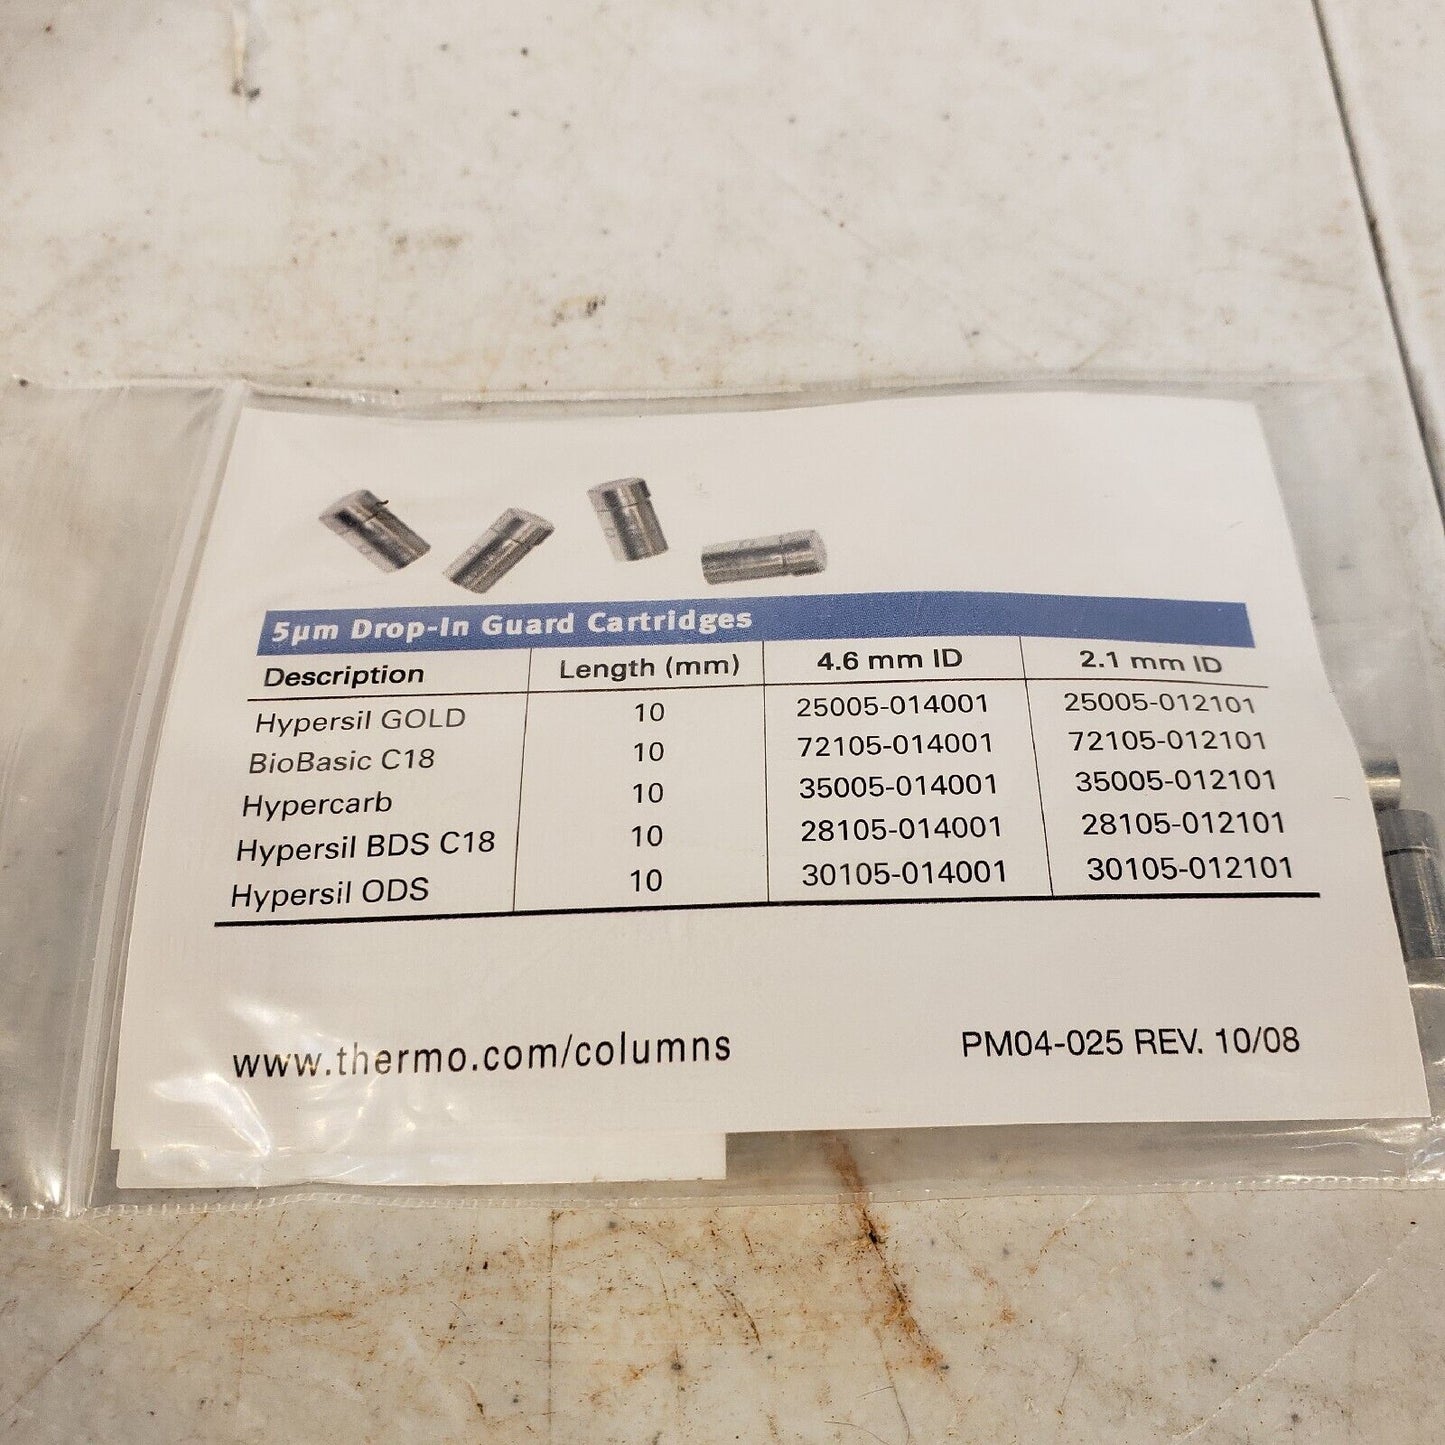 5µm Drop-In Guard Cartridges
Description Length (mm) 4.6 mm ID 2.1 mm ID
Hypersil GOLD 10 25005-014001 25005-012101
BioBasic C18 10 72105-014001 72105-012101
Hypercarb 10 35005-014001 35005-012101
Hypersil BDS C18 10 28105-014001 28105-012101
Hypersil ODS 10 30105-014001 30105-012101
www.thermo.com/columns PM04-025 REV. 10/08